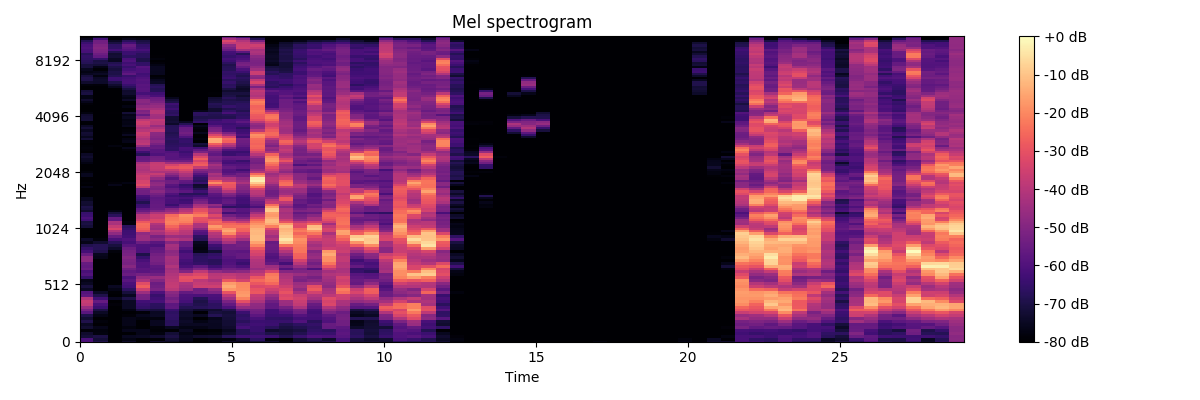 Mel spectrogram
+0 dB
8192
-10 dB
4096
-20 dB
-30 dB
2048
Hz
-40 dB
1024
-50 dB
-60 dB
512
-70 dB
0
-80 dB
0 5 10 15 20 25
Time